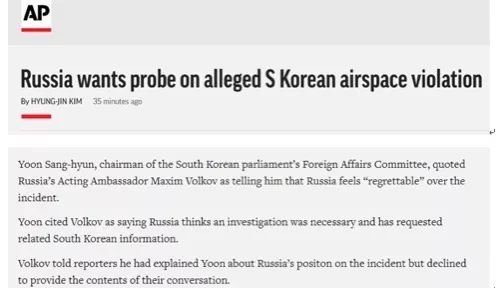 AP
Russia wants probe on alleged S Korean airspace violation
By HYUNG-JIN KIM 35 minutes ago
Yoon Sang-hyun, chairman of the South Korean parliament's Foreign Affairs Committee, quoted
Russia's Acting Ambassador Maxim Volkov as telling him that Russia feels “regrettable” over the
incident.
Yoon cited Volkov as saying Russia thinks an investigation was necessary and has requested
related South Korean information.
Volkov told reporters he had explained Yoon about Russia's positon on the incident but declined
to provide the contents of their conversation.